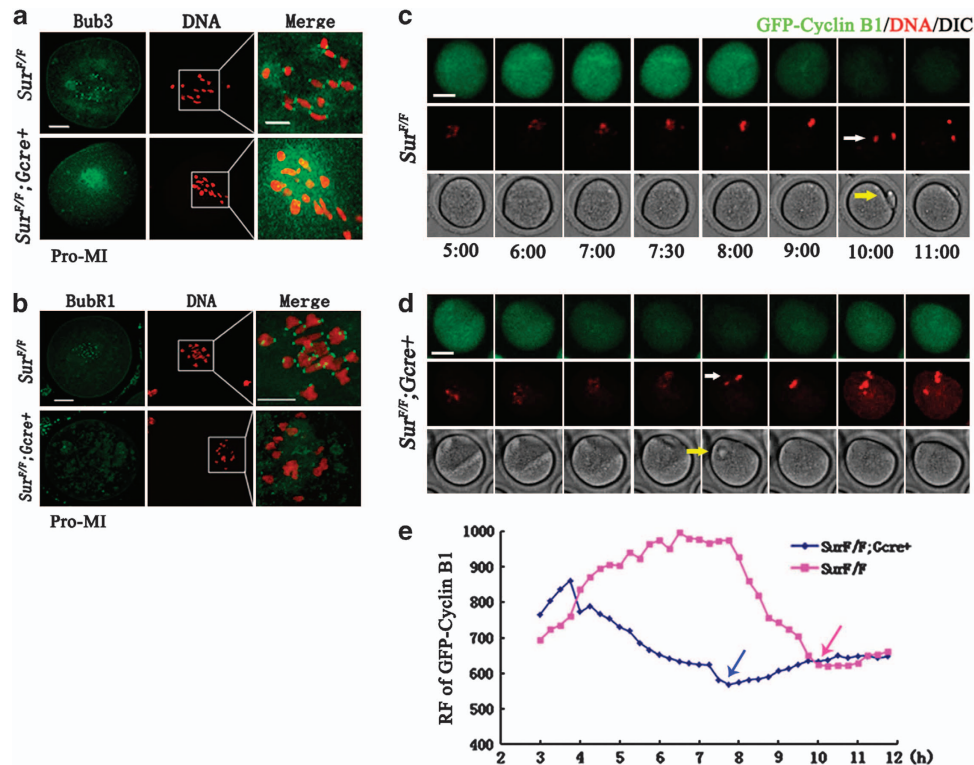 a
Bub3 DNA Merge
Sur^F/F
Sur^F/F;Gcre+
Pro-MI
b
BubR1 DNA Merge
Sur^F/F
Sur^F/F;Gcre+
Pro-MI
c
GFP-Cyclin B1/DNA/DIC
Sur^F/F
5:00 6:00 7:00 7:30 8:00 9:00 10:00 11:00
d
Sur^F/F;Gcre+
e
RF of GFP-Cyclin B1
1000
900
800
700
600
500
400
2 3 4 5 6 7 8 9 10 11 12 (h)
SurF/F;Gcre+
SurF/F